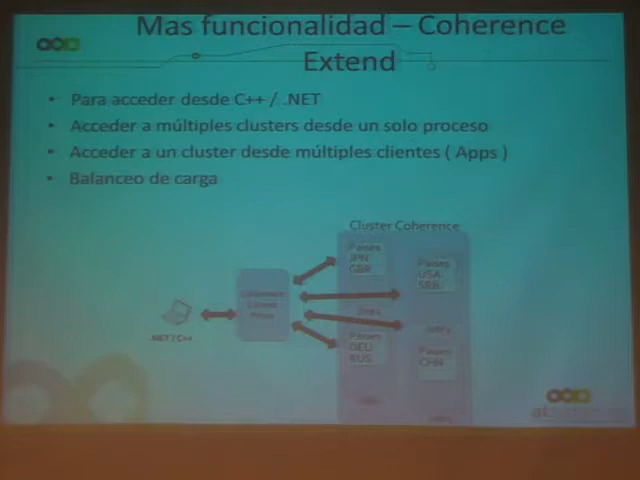 Mas funcionalidad – Coherence
Extend
• Para acceder desde C++ / .NET
• Acceder a múltiples clusters desde un solo proceso
• Acceder a un cluster desde múltiples clientes ( Apps )
• Balanceo de carga
Cluster Coherence
Paises
JPN
GBR
Paises
USA
SRB
Paises
DEU
Paises
CHN
.NET / C++